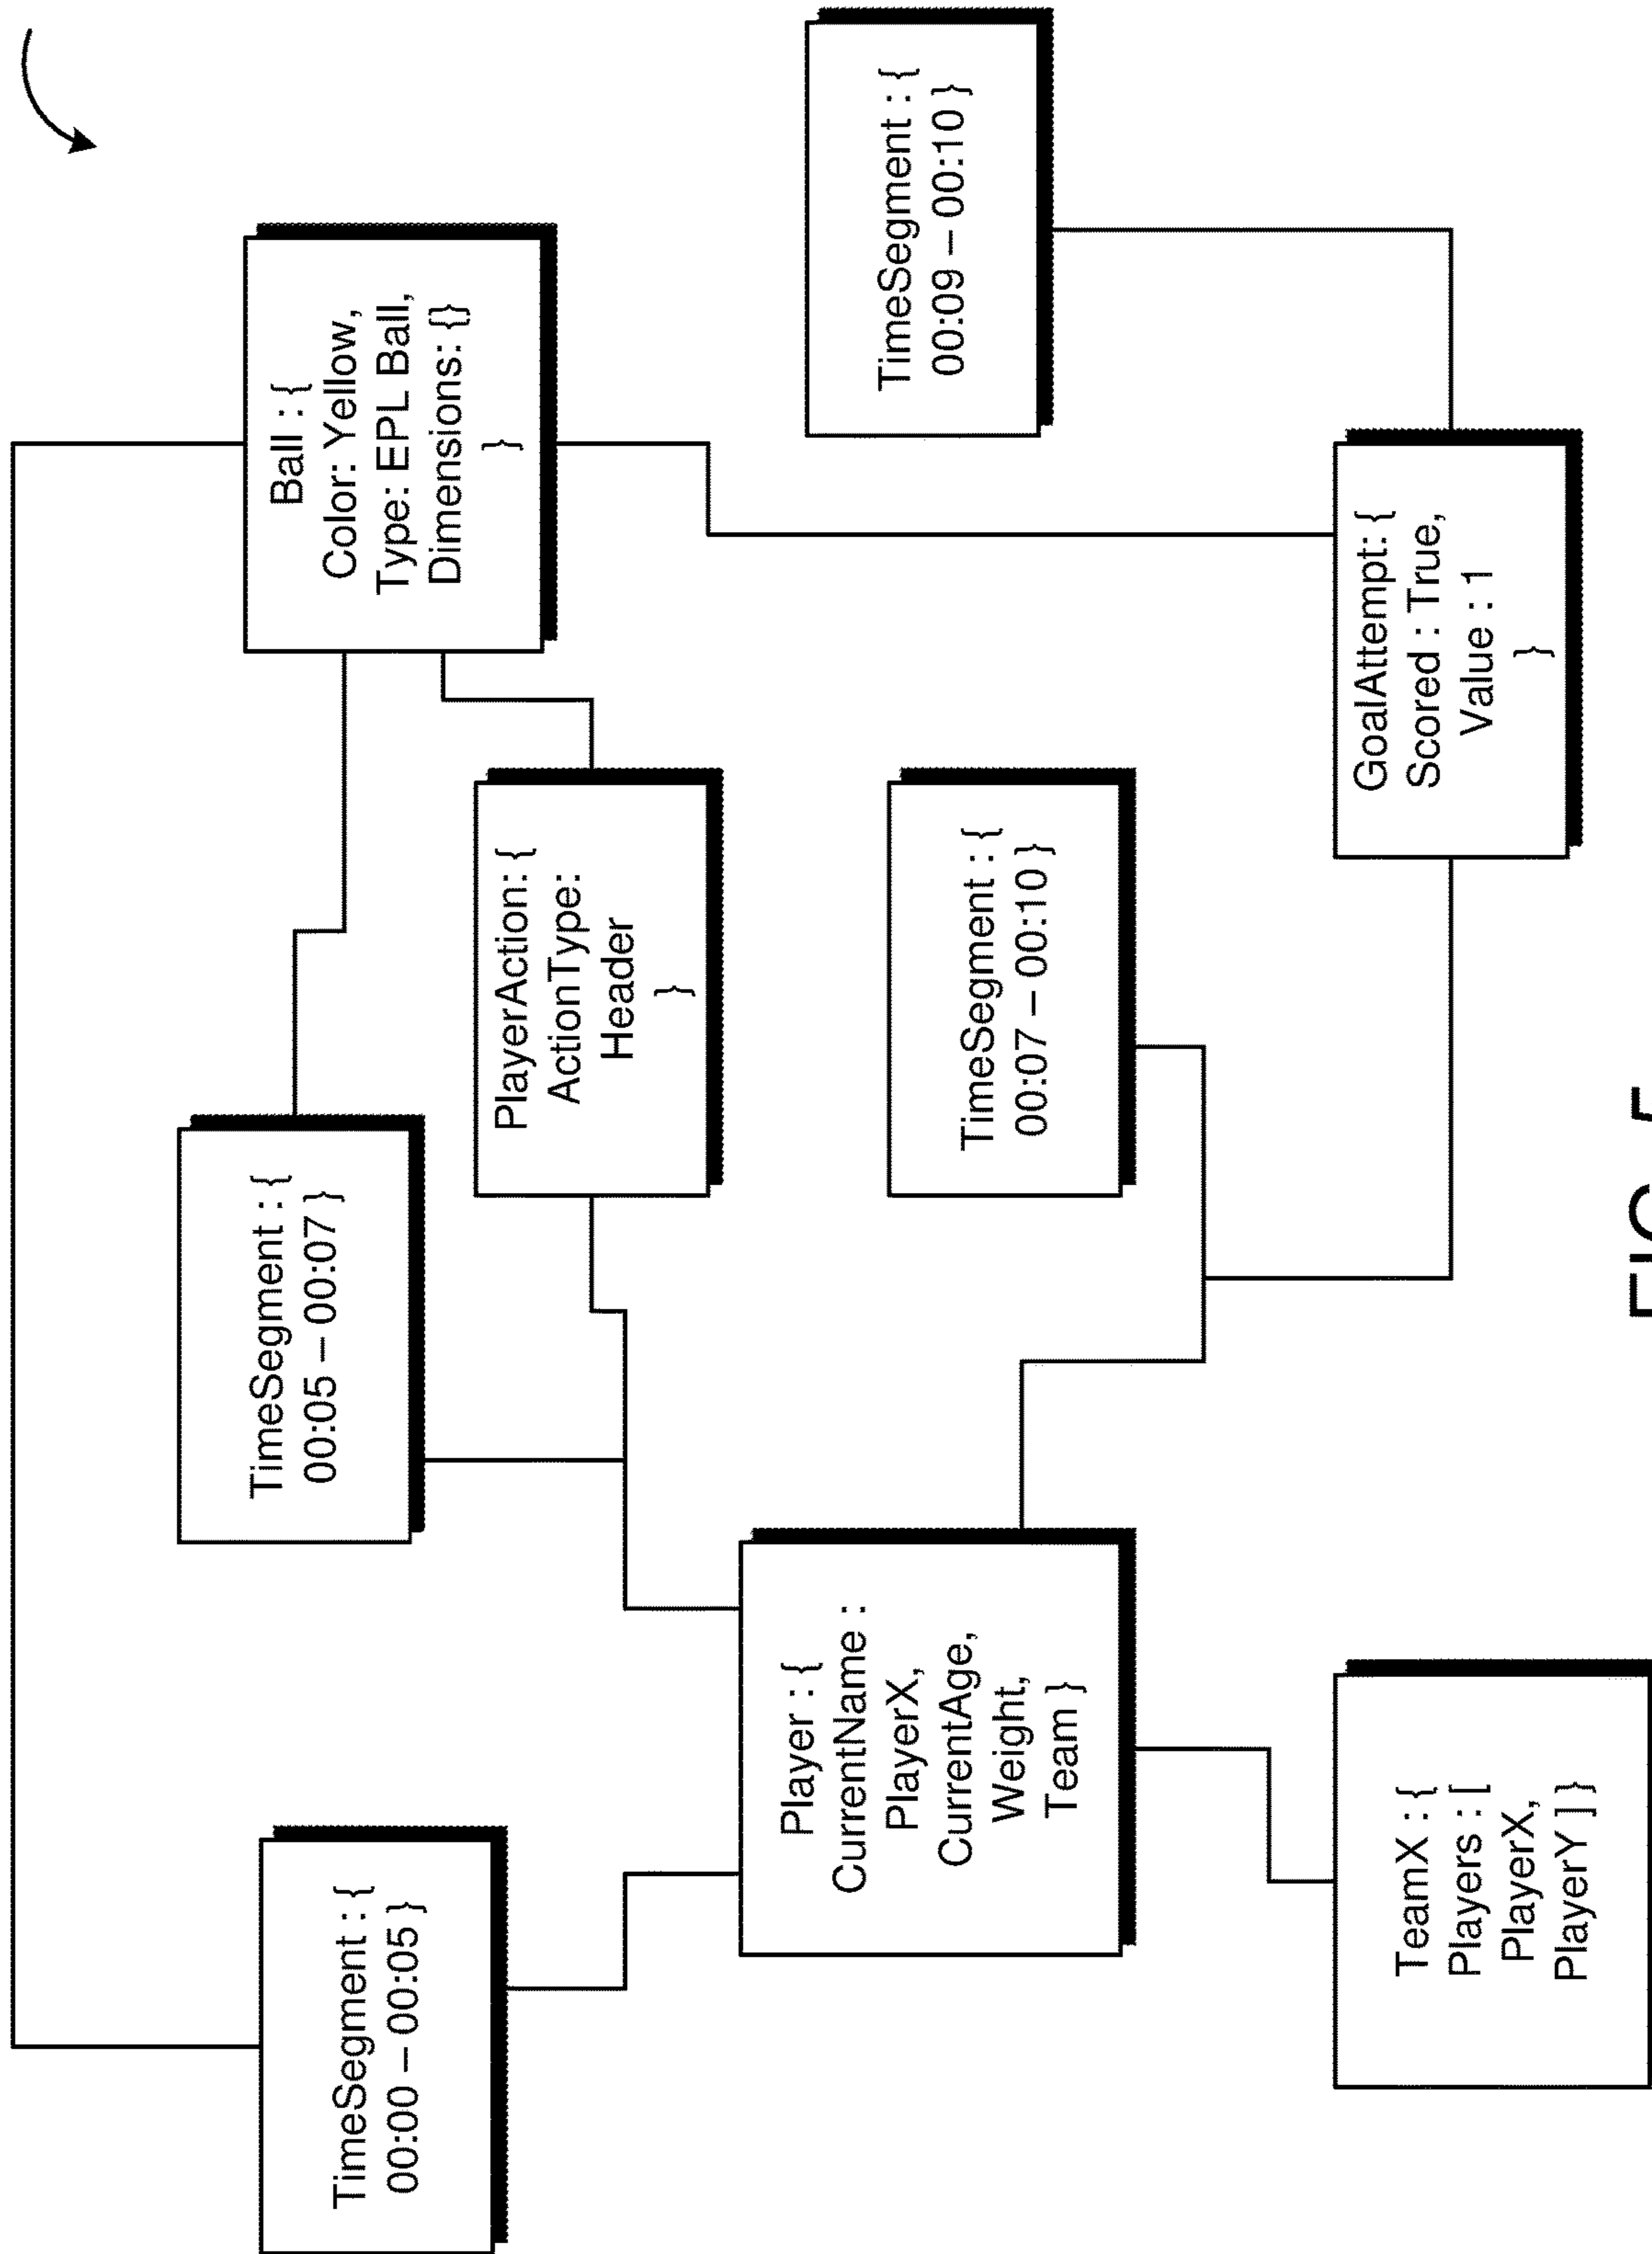 TimeSegment : {
00:00 – 00:05 }
TimeSegment : {
00:05 – 00:07 }
Ball : {
Color: Yellow,
Type: EPL Ball,
Dimensions: {}
}
PlayerAction: {
ActionType:
Header
}
Player : {
CurrentName :
PlayerX,
CurrentAge,
Weight,
Team }
TimeSegment : {
00:07 – 00:10 }
TimeSegment : {
00:09 – 00:10 }
TeamX : {
Players : [
PlayerX,
PlayerY ] }
GoalAttempt: {
Scored : True,
Value : 1
}